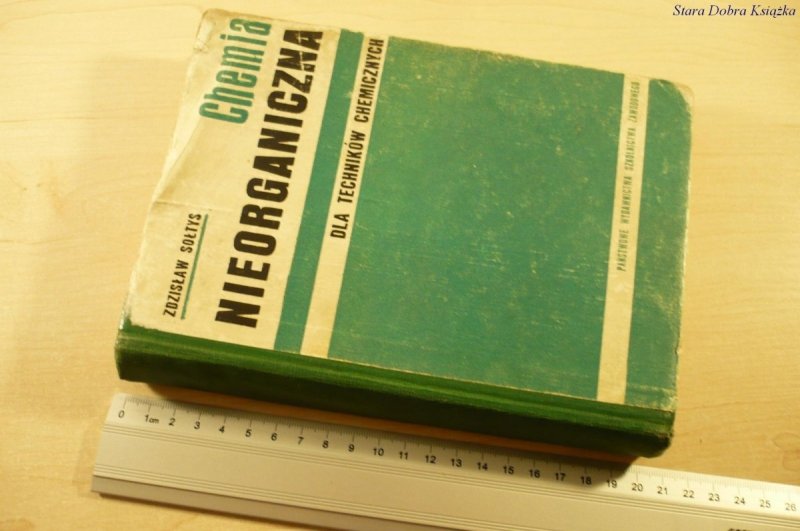 Stara Dobra Książka
ZDZISŁAW SOŁTYS
Chemia
NIEORGANICZNA
DLA TECHNIKÓW CHEMICZNYCH
PAŃSTWOWE WYDAWNICTWA SZKOLNICTWA ZAWODOWEGO
0 1cm 2 3 4 5 6 7 8 9 10 11 12 13 14 15 16 17 18 19 20 21 22 23 24 25 26